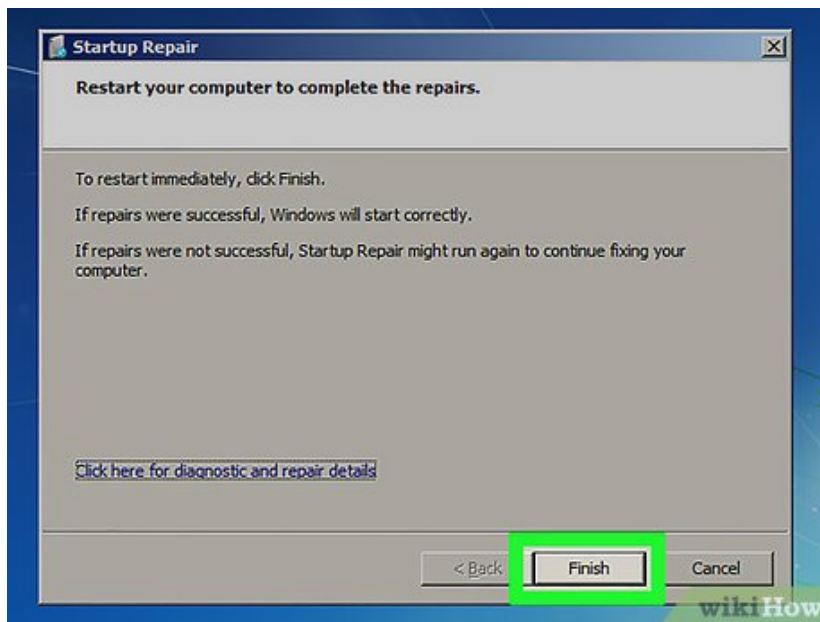 Startup Repair
Restart your computer to complete the repairs.
To restart immediately, click Finish.
If repairs were successful, Windows will start correctly.
If repairs were not successful, Startup Repair might run again to continue fixing your
computer.
Click here for diagnostic and repair details
< Back Finish Cancel
wikiHow